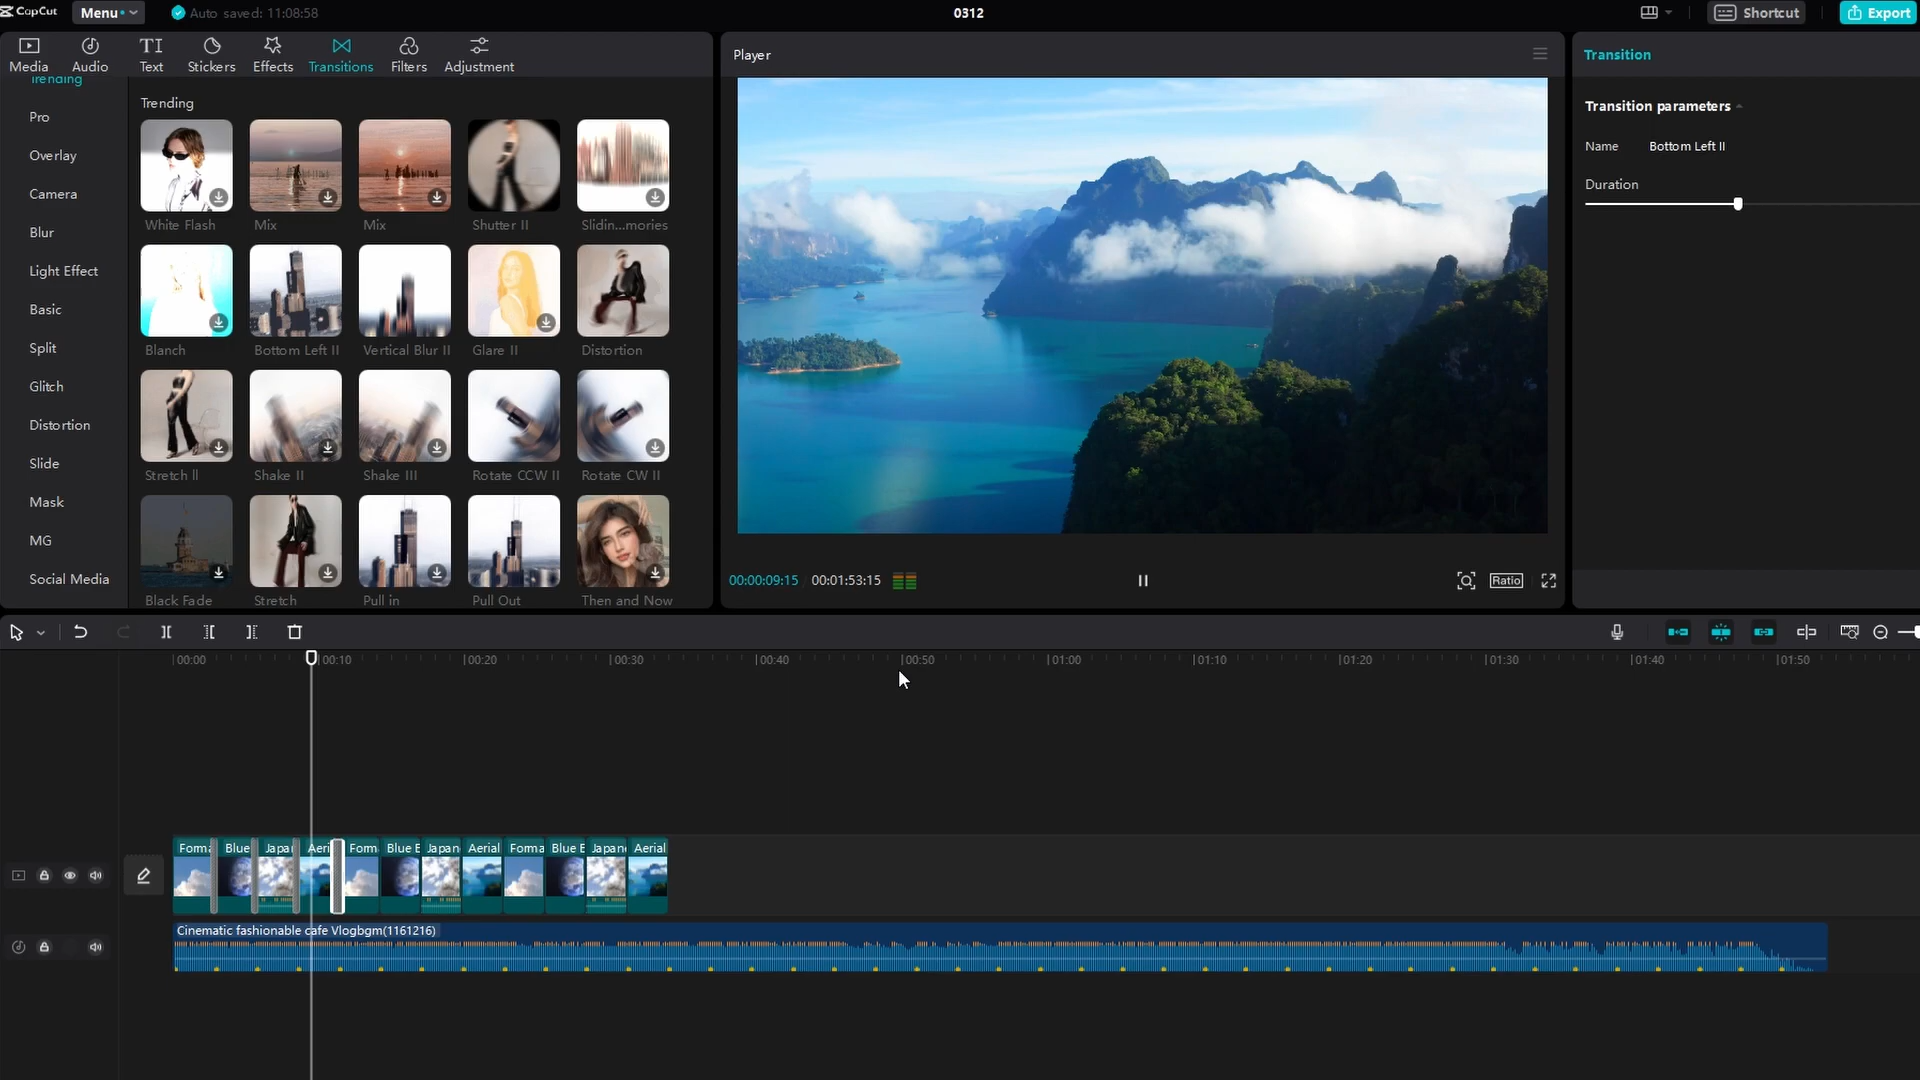 CapCut Menu Auto saved: 11:08:58 0312 Shortcut Export
Media Audio TI Text Stickers Effects Transitions Filters Adjustment
Player
Transition
Trending
Pro
Overlay
Camera
Blur
Light Effect
Basic
Split
Glitch
Distortion
Slide
Mask
MG
Social Media
Trending
White Flash Mix Mix Shutter II Slidin...mories
Blanch Bottom Left II Vertical Blur II Glare II Distortion
Stretch II Shake II Shake III Rotate CCW II Rotate CW II
Black Fade Stretch Pull in Pull Out Then and Now
Transition parameters
Name Bottom Left II
Duration
00:00:09:15 00:01:53:15 Ratio
00:00 00:10 00:20 00:30 00:40 00:50 01:00 01:10 01:20 01:30 01:40 01:50
Forma Blue Japan Aeri Form Blue E Japan Aerial Forma Blue E Japan Aerial
Cinematic fashionable cafe Vlogbgm(1161216)